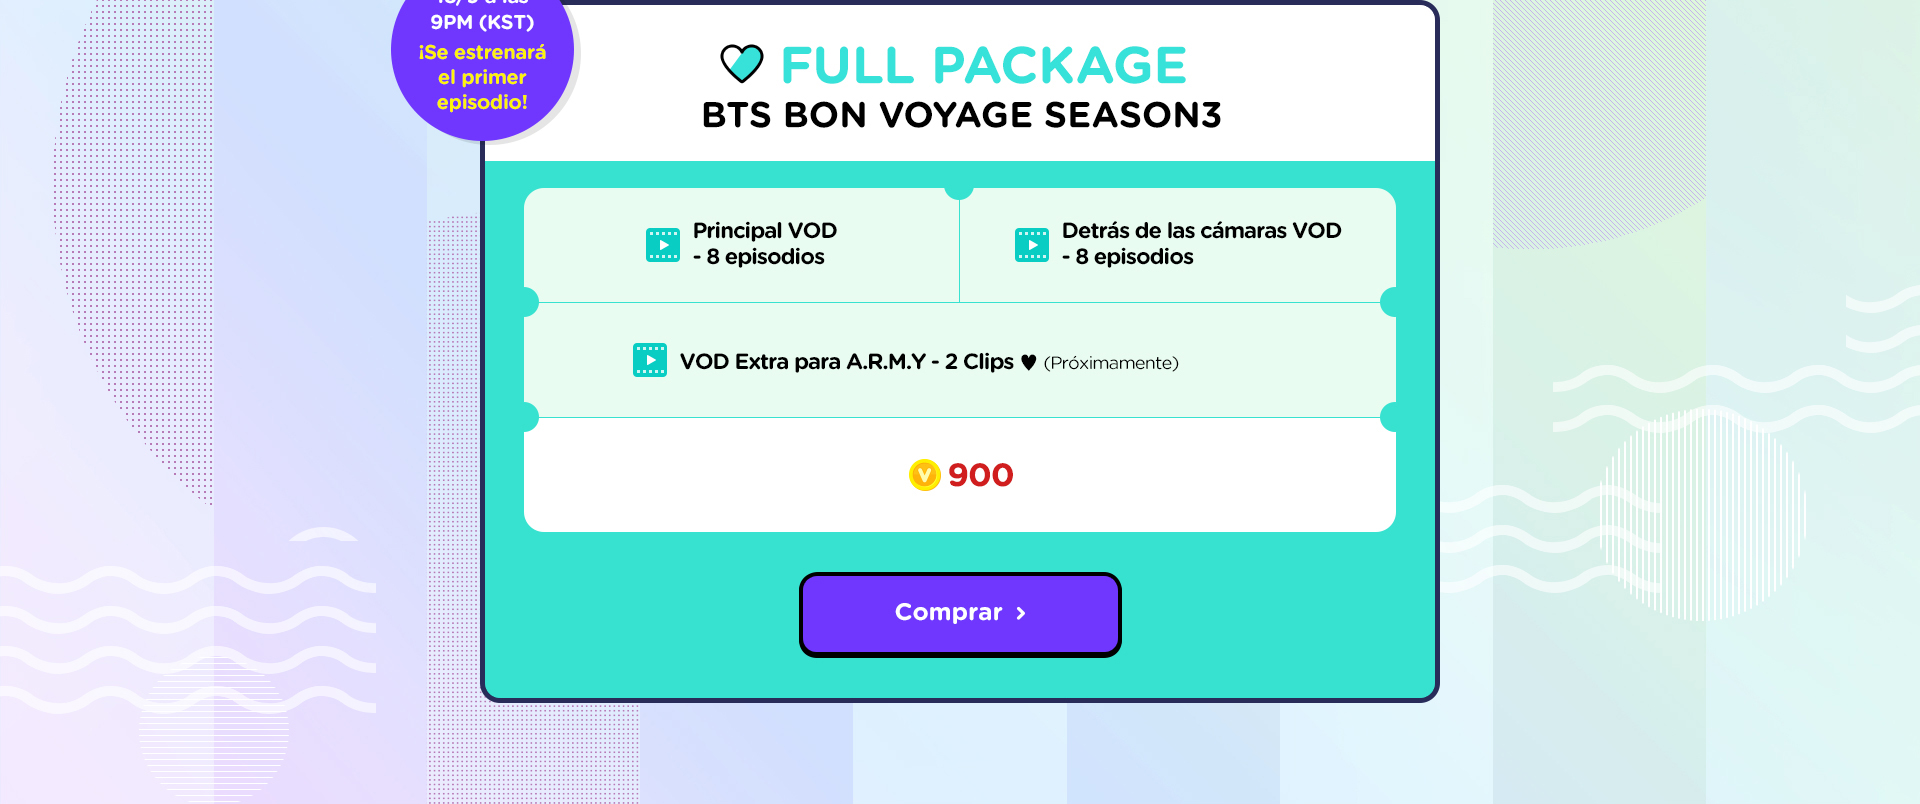 9PM (KST)
¡Se estrenará
el primer
episodio!
FULL PACKAGE
BTS BON VOYAGE SEASON3
Principal VOD
- 8 episodios
Detrás de las cámaras VOD
- 8 episodios
VOD Extra para A.R.M.Y - 2 Clips ♥ (Próximamente)
V 900
Comprar ›